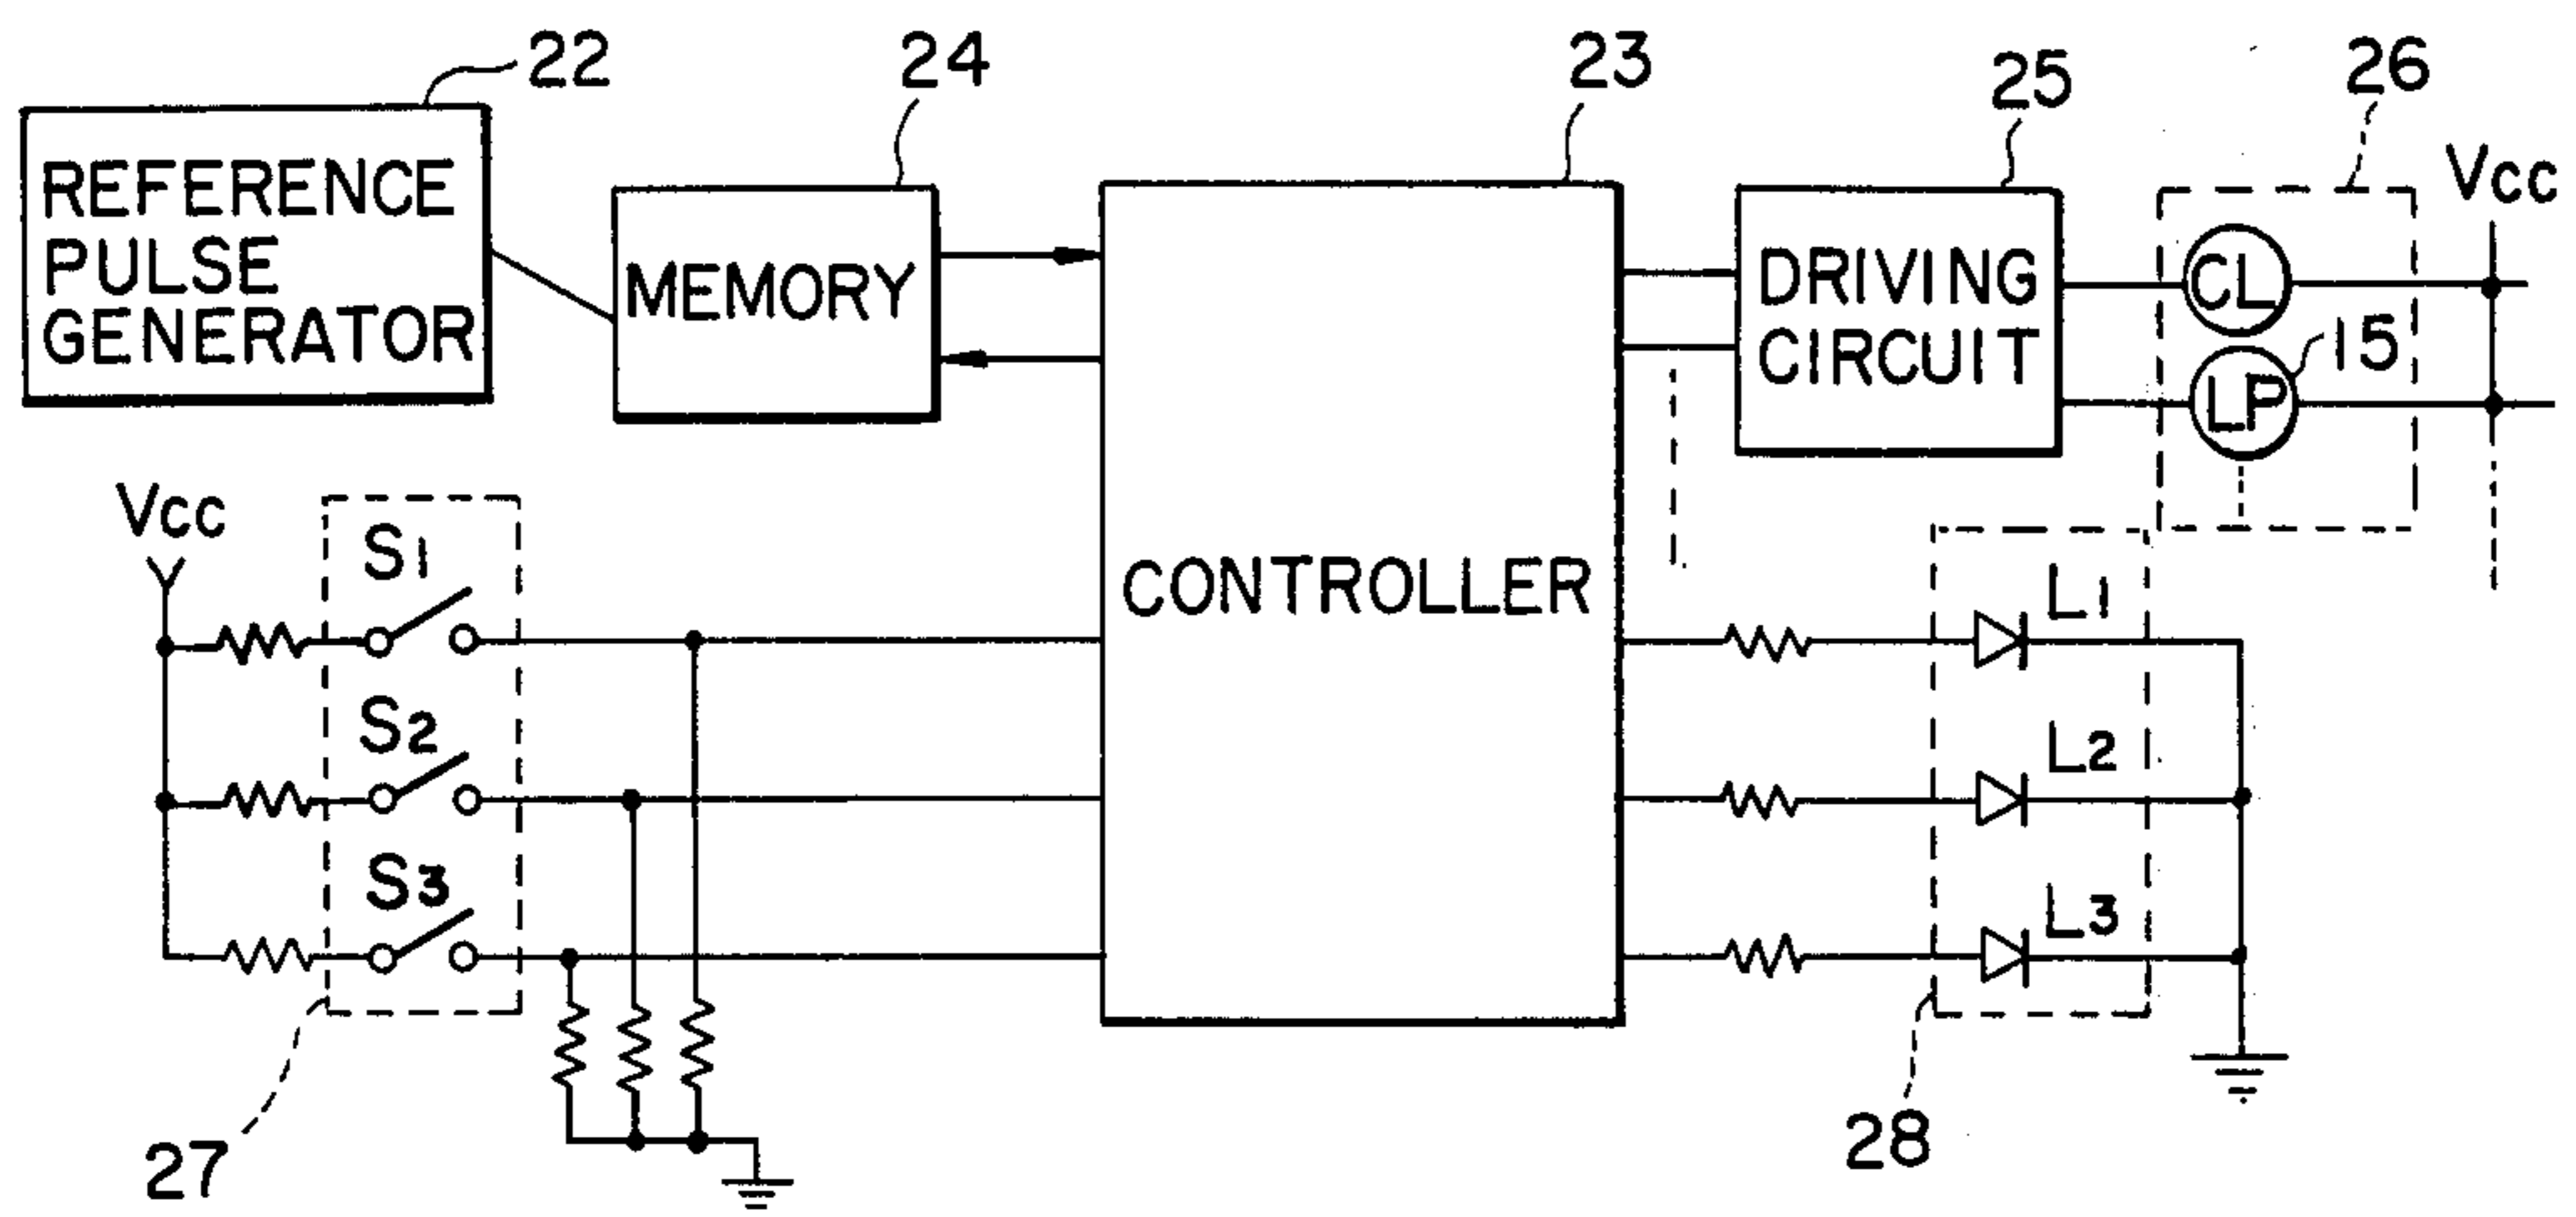 22
24
23
25
26
Vcc
REFERENCE
PULSE
GENERATOR
MEMORY
DRIVING
CIRCUIT
CL
LP
15
Vcc
S1
S2
S3
CONTROLLER
L1
L2
L3
27
28